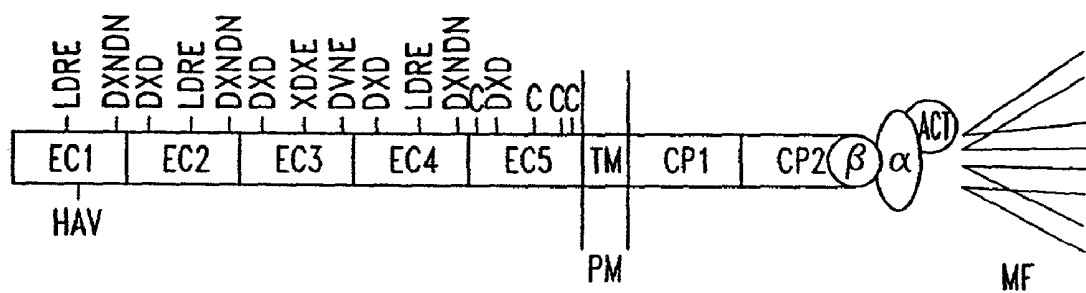 LDRE
DXNDN
DXD
LDRE
DXNDN
DXD
XDXE
DVNE
DXD
LDRE
DXNDN
C
DXD
C
CC
EC1
EC2
EC3
EC4
EC5
TM
CP1
CP2
β
α
ACT
HAV
PM
MF